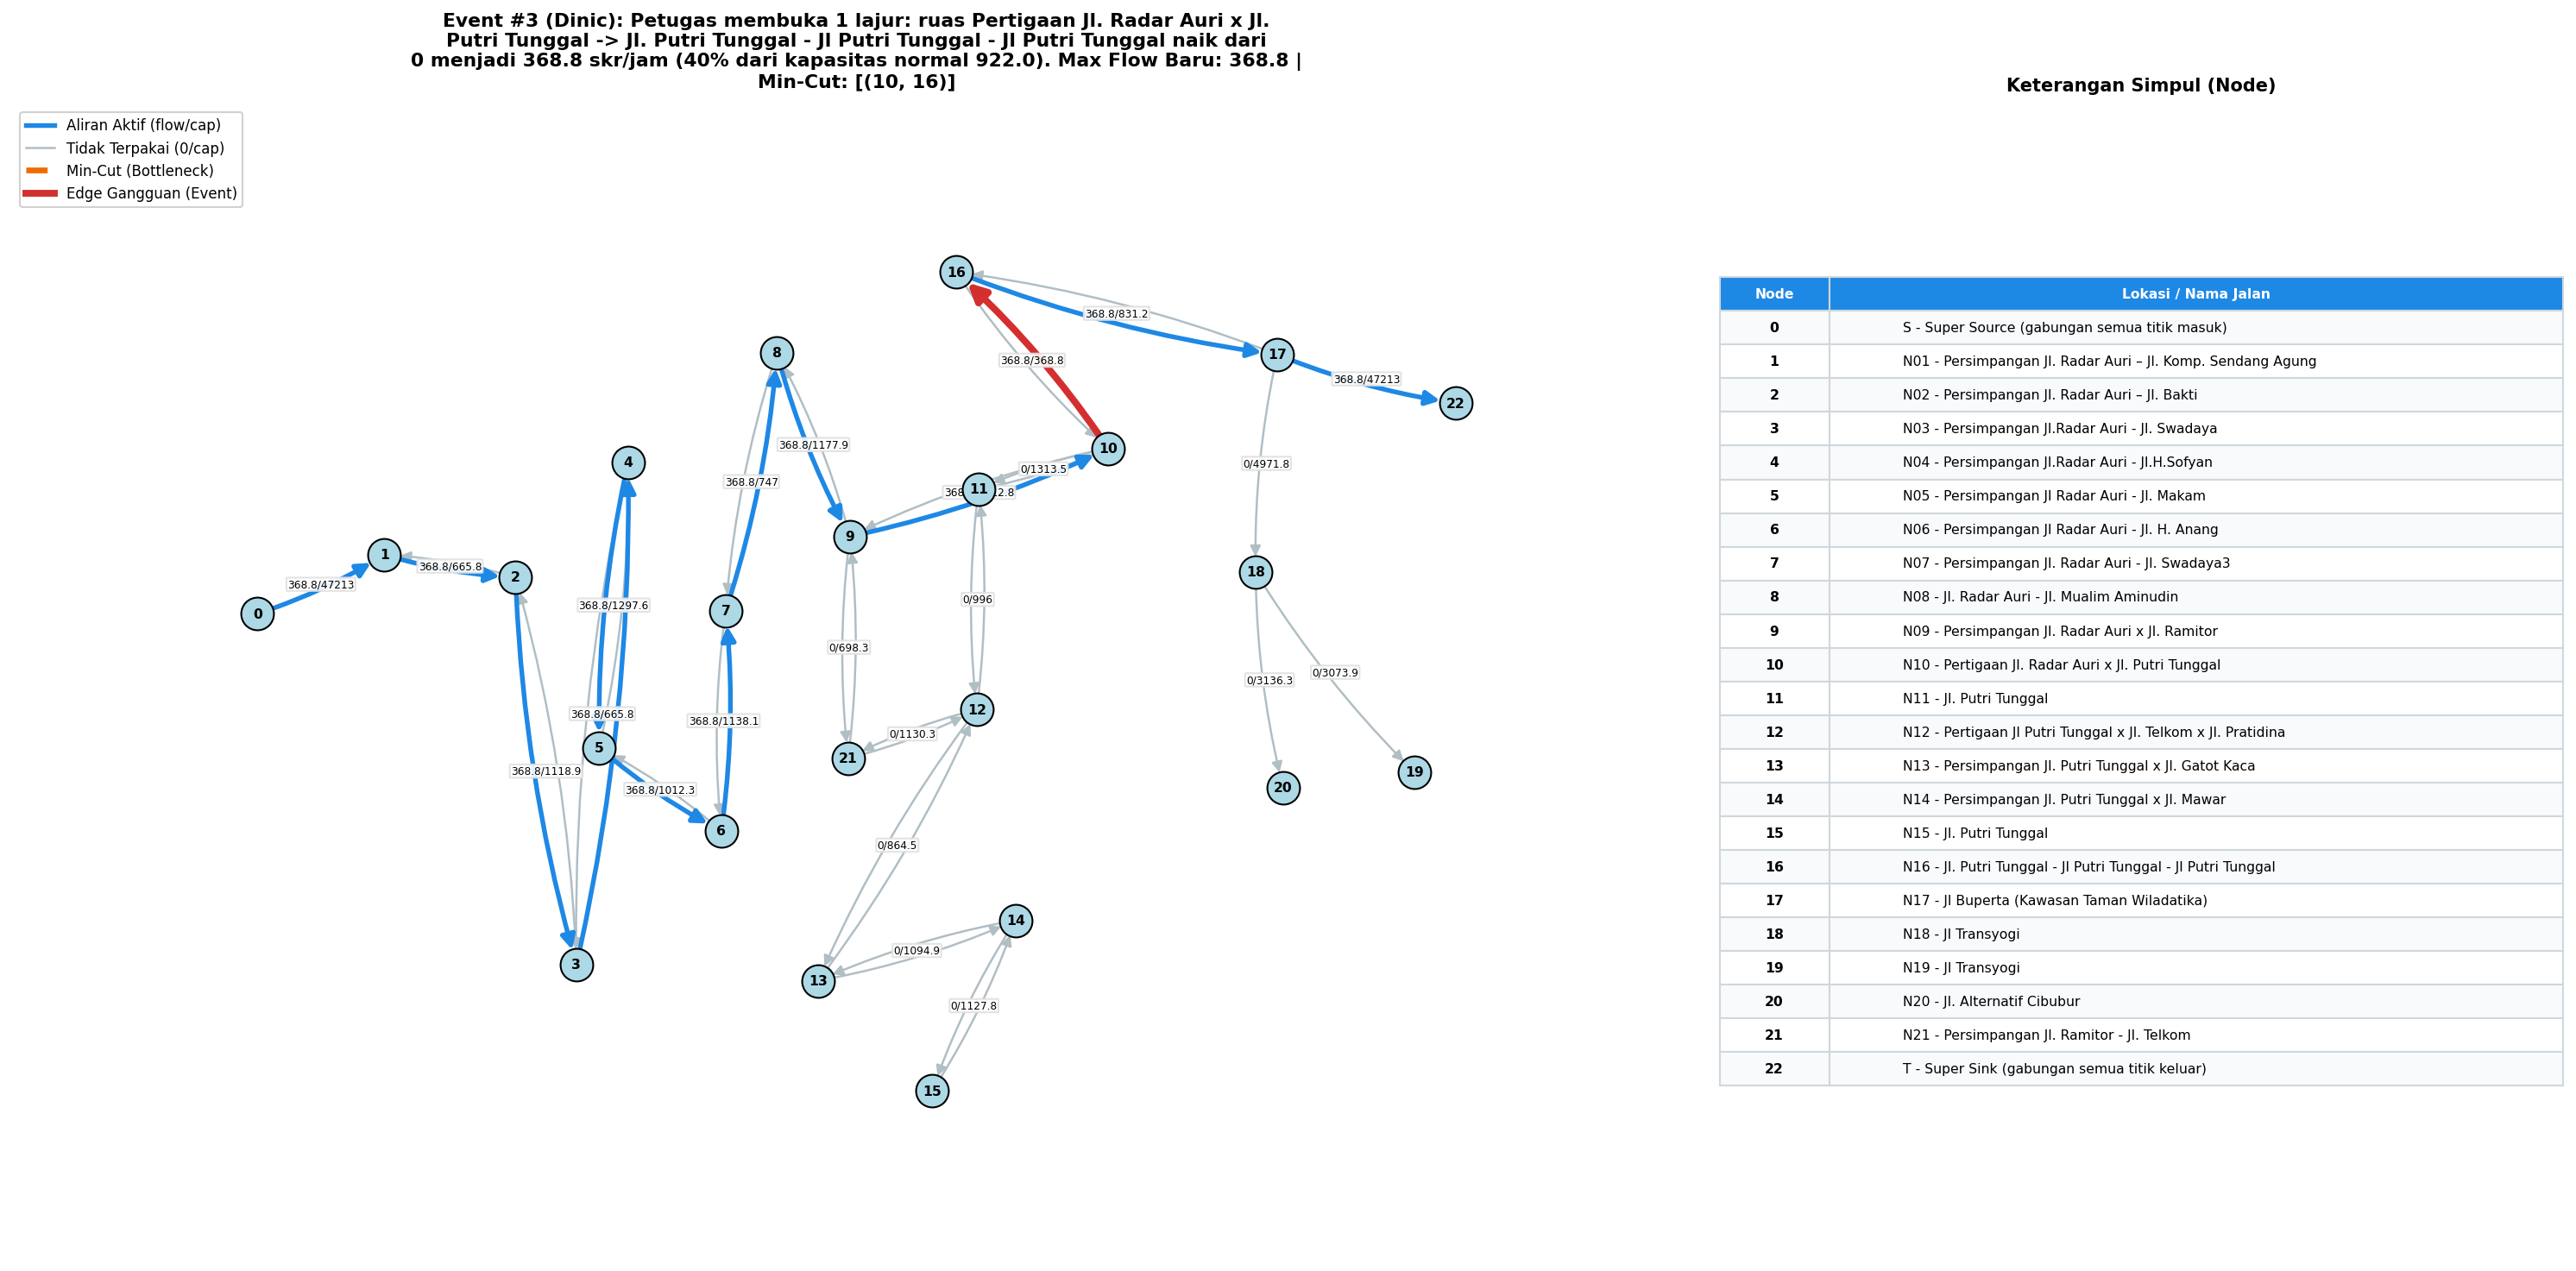 Event #3 (Dinic): Petugas membuka 1 lajur: ruas Pertigaan Jl. Radar Auri x Jl.
Putri Tunggal -> Jl. Putri Tunggal - Jl Putri Tunggal - Jl Putri Tunggal naik dari
0 menjadi 368.8 skr/jam (40% dari kapasitas normal 922.0). Max Flow Baru: 368.8 |
Min-Cut: [(10, 16)]
Aliran Aktif (flow/cap)
Tidak Terpakai (0/cap)
Min-Cut (Bottleneck)
Edge Gangguan (Event)
16
368.8/831.2
8
17
368.8/368.8
368.8/47213
22
368.8/1177.9
10
4
0/4971.8
0/1313.5
368.8/747
11
9
1
368.8/665.8
2
18
368.8/47213
0
0/996
368.8/1297.6
7
0/698.3
0/3073.9
0/3136.3
12
368.8/665.8
368.8/1138.1
0/1130.3
5
21
368.8/1118.9
19
368.8/1012.3
20
6
0/864.5
14
0/1094.9
3
13
0/1127.8
15
Keterangan Simpul (Node)
Node Lokasi / Nama Jalan
0 S - Super Source (gabungan semua titik masuk)
1 N01 - Persimpangan Jl. Radar Auri – Jl. Komp. Sendang Agung
2 N02 - Persimpangan Jl. Radar Auri – Jl. Bakti
3 N03 - Persimpangan Jl.Radar Auri - Jl. Swadaya
4 N04 - Persimpangan Jl.Radar Auri - Jl.H.Sofyan
5 N05 - Persimpangan Jl Radar Auri - Jl. Makam
6 N06 - Persimpangan Jl Radar Auri - Jl. H. Anang
7 N07 - Persimpangan Jl. Radar Auri - Jl. Swadaya3
8 N08 - Jl. Radar Auri - Jl. Mualim Aminudin
9 N09 - Persimpangan Jl. Radar Auri x Jl. Ramitor
10 N10 - Pertigaan Jl. Radar Auri x Jl. Putri Tunggal
11 N11 - Jl. Putri Tunggal
12 N12 - Pertigaan Jl Putri Tunggal x Jl. Telkom x Jl. Pratidina
13 N13 - Persimpangan Jl. Putri Tunggal x Jl. Gatot Kaca
14 N14 - Persimpangan Jl. Putri Tunggal x Jl. Mawar
15 N15 - Jl. Putri Tunggal
16 N16 - Jl. Putri Tunggal - Jl Putri Tunggal - Jl Putri Tunggal
17 N17 - Jl Buperta (Kawasan Taman Wiladatika)
18 N18 - Jl Transyogi
19 N19 - Jl Transyogi
20 N20 - Jl. Alternatif Cibubur
21 N21 - Persimpangan Jl. Ramitor - Jl. Telkom
22 T - Super Sink (gabungan semua titik keluar)